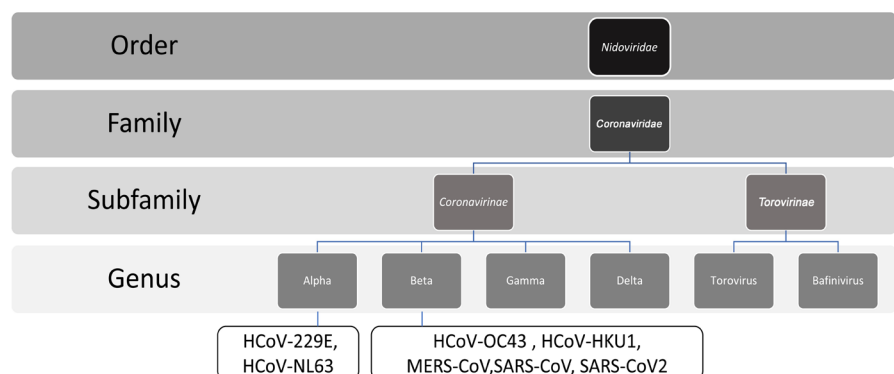 Order
Nidoviridae
Family
Coronaviridae
Subfamily
Coronavirinae
Torovirinae
Genus
Alpha
Beta
Gamma
Delta
Torovirus
Bafinivirus
HCoV-229E,
HCoV-NL63
HCoV-OC43 , HCoV-HKU1,
MERS-CoV,SARS-CoV, SARS-CoV2